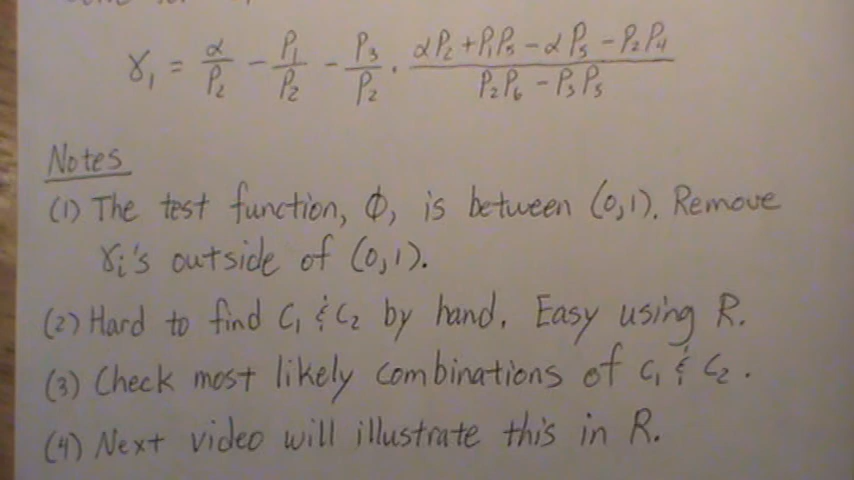 γ₁ = α/P₂ - P₁/P₂ - P₃/P₂ · (αP₂ + P₁P₅ - αP₅ - P₂P₄)/(P₂P₆ - P₃P₅)
Notes
(1) The test function, φ, is between (0,1). Remove
γi's outside of (0,1).
(2) Hard to find C₁ & C₂ by hand. Easy using R.
(3) Check most likely combinations of C₁ & C₂.
(4) Next video will illustrate this in R.